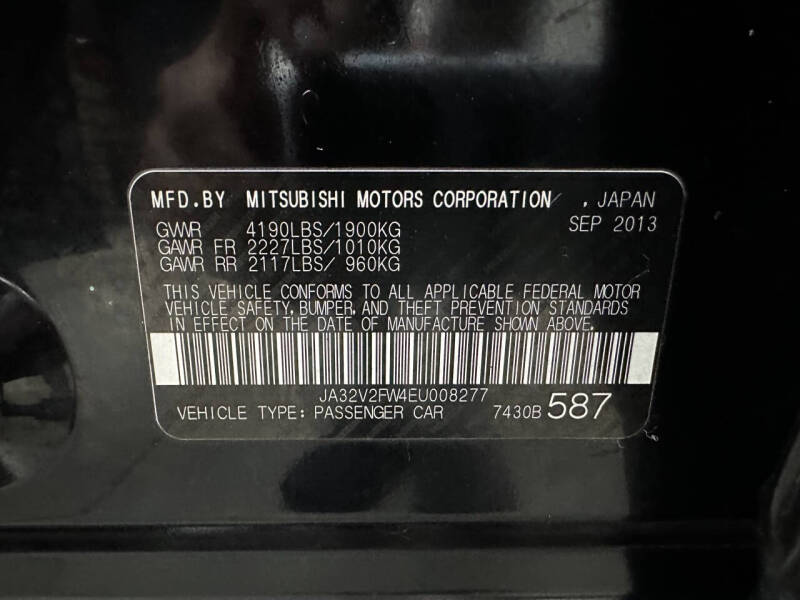 MFD.BY MITSUBISHI MOTORS CORPORATION , JAPAN
SEP 2013
GVWR 4190LBS/1900KG
GAWR FR 2227LBS/1010KG
GAWR RR 2117LBS/ 960KG
THIS VEHICLE CONFORMS TO ALL APPLICABLE FEDERAL MOTOR
VEHICLE SAFETY, BUMPER, AND THEFT PREVENTION STANDARDS
IN EFFECT ON THE DATE OF MANUFACTURE SHOWN ABOVE.
JA32V2FW4EU008277
VEHICLE TYPE: PASSENGER CAR 7430B 587